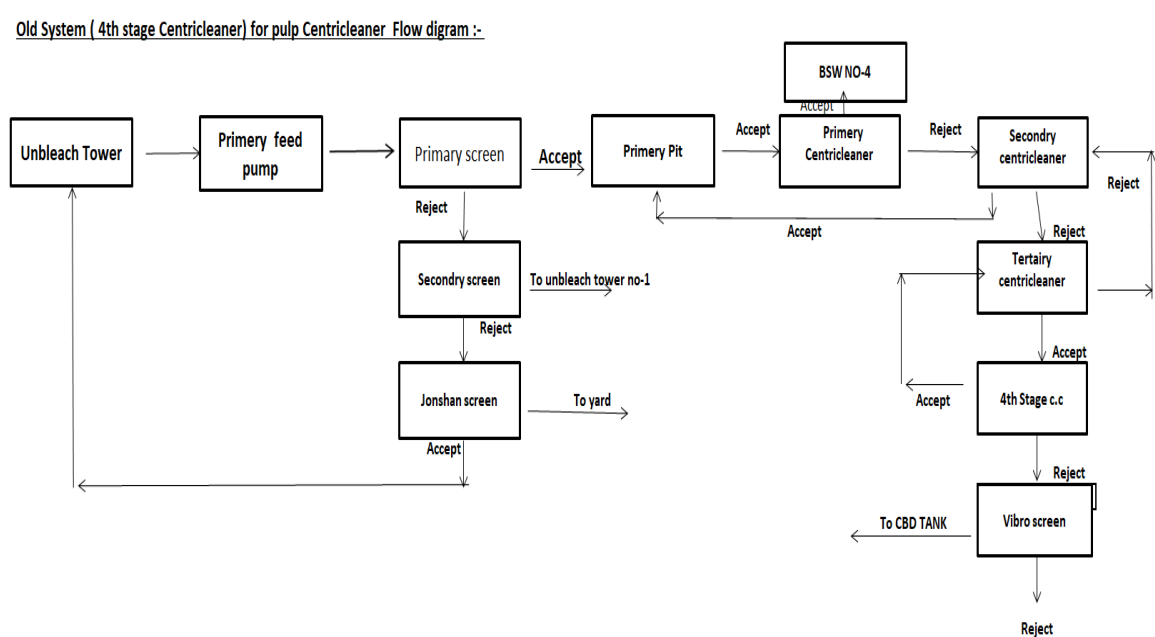 Old System ( 4th stage Centricleaner) for pulp Centricleaner Flow digram :-
BSW NO-4
Accept
Unbleach Tower
Primery feed
pump
Primary screen
Accept
Primery Pit
Accept
Primery
Centricleaner
Reject
Secondry
centricleaner
Reject
Reject
Accept
Reject
Secondry screen
To unbleach tower no-1
Tertairy
centricleaner
Reject
Accept
Jonshan screen
To yard
Accept
4th Stage c.c
Accept
Reject
Vibro screen
To CBD TANK
Reject